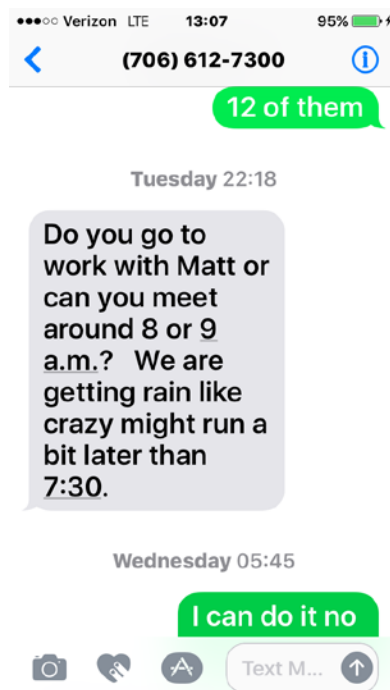 Verizon LTE 13:07 95%
(706) 612-7300
12 of them
Tuesday 22:18
Do you go to
work with Matt or
can you meet
around 8 or 9
a.m.?   We are
getting rain like
crazy might run a
bit later than
7:30.
Wednesday 05:45
I can do it no
Text M...